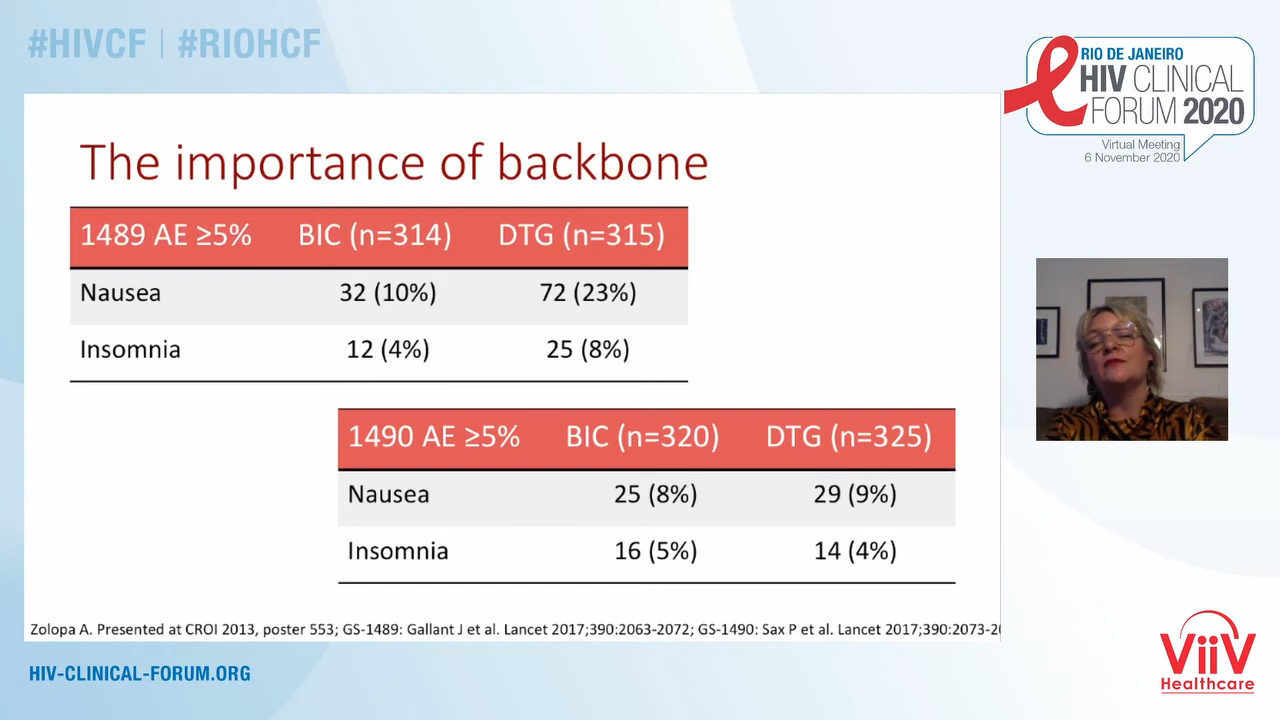 #HIVCF | #RIOHCF
RIO DE JANEIRO
HIV CLINICAL
FORUM 2020
Virtual Meeting
6 November 2020
The importance of backbone
1489 AE ≥5% BIC (n=314) DTG (n=315)
Nausea 32 (10%) 72 (23%)
Insomnia 12 (4%) 25 (8%)
1490 AE ≥5% BIC (n=320) DTG (n=325)
Nausea 25 (8%) 29 (9%)
Insomnia 16 (5%) 14 (4%)
Zolopa A. Presented at CROI 2013, poster 553; GS-1489: Gallant J et al. Lancet 2017;390:2063-2072; GS-1490: Sax P et al. Lancet 2017;390:2073-20
HIV-CLINICAL-FORUM.ORG
ViiV
Healthcare